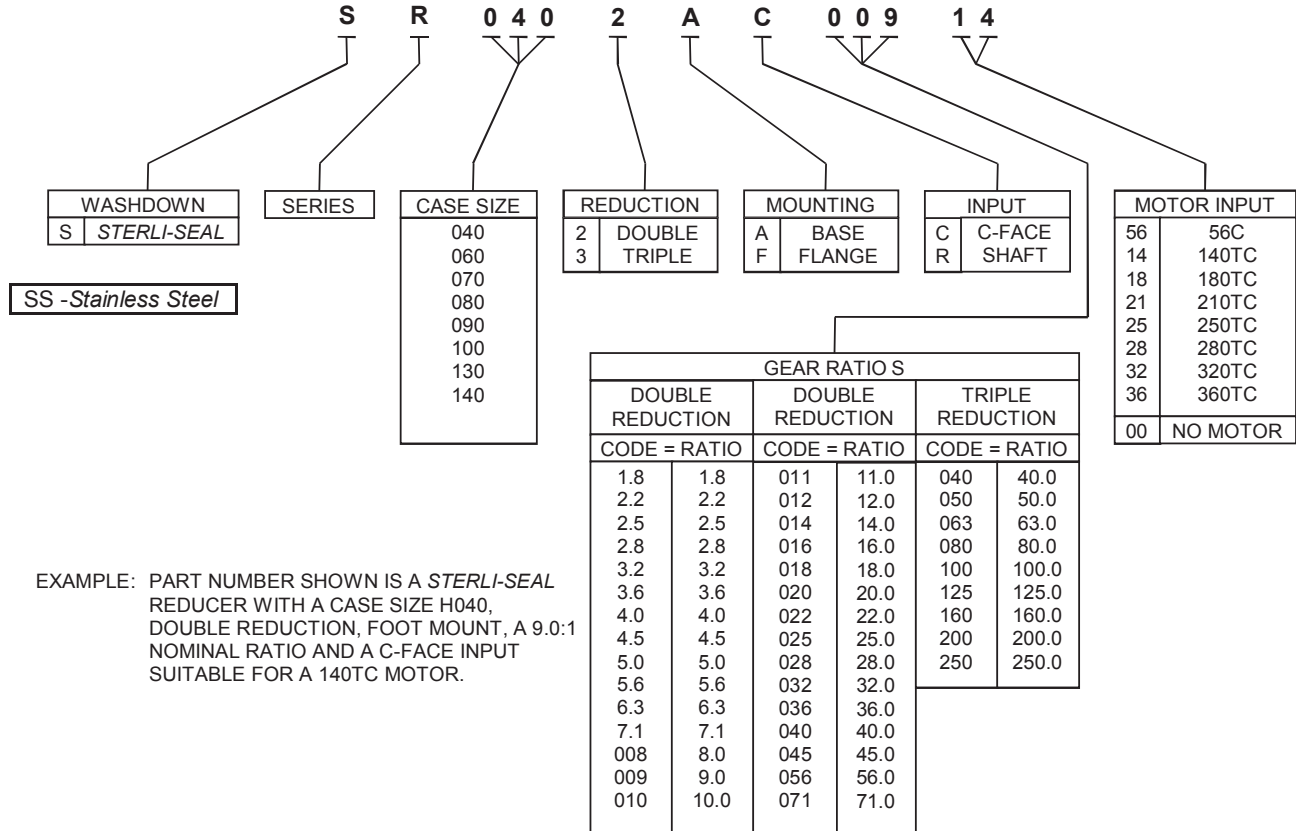 S R 0 4 0 2 A C 0 0 9 1 4
WASHDOWN
S STERLI-SEAL
SS -Stainless Steel
SERIES
CASE SIZE
040
060
070
080
090
100
130
140
REDUCTION
2 DOUBLE
3 TRIPLE
MOUNTING
A BASE
F FLANGE
INPUT
C C-FACE
R SHAFT
MOTOR INPUT
56 56C
14 140TC
18 180TC
21 210TC
25 250TC
28 280TC
32 320TC
36 360TC
00 NO MOTOR
GEAR RATIO S
DOUBLE REDUCTION DOUBLE REDUCTION TRIPLE REDUCTION
CODE = RATIO CODE = RATIO CODE = RATIO
1.8 1.8 011 11.0 040 40.0
2.2 2.2 012 12.0 050 50.0
2.5 2.5 014 14.0 063 63.0
2.8 2.8 016 16.0 080 80.0
3.2 3.2 018 18.0 100 100.0
3.6 3.6 020 20.0 125 125.0
4.0 4.0 022 22.0 160 160.0
4.5 4.5 025 25.0 200 200.0
5.0 5.0 028 28.0 250 250.0
5.6 5.6 032 32.0
6.3 6.3 036 36.0
7.1 7.1 040 40.0
008 8.0 045 45.0
009 9.0 056 56.0
010 10.0 071 71.0
EXAMPLE: PART NUMBER SHOWN IS A STERLI-SEAL
REDUCER WITH A CASE SIZE H040,
DOUBLE REDUCTION, FOOT MOUNT, A 9.0:1
NOMINAL RATIO AND A C-FACE INPUT
SUITABLE FOR A 140TC MOTOR.